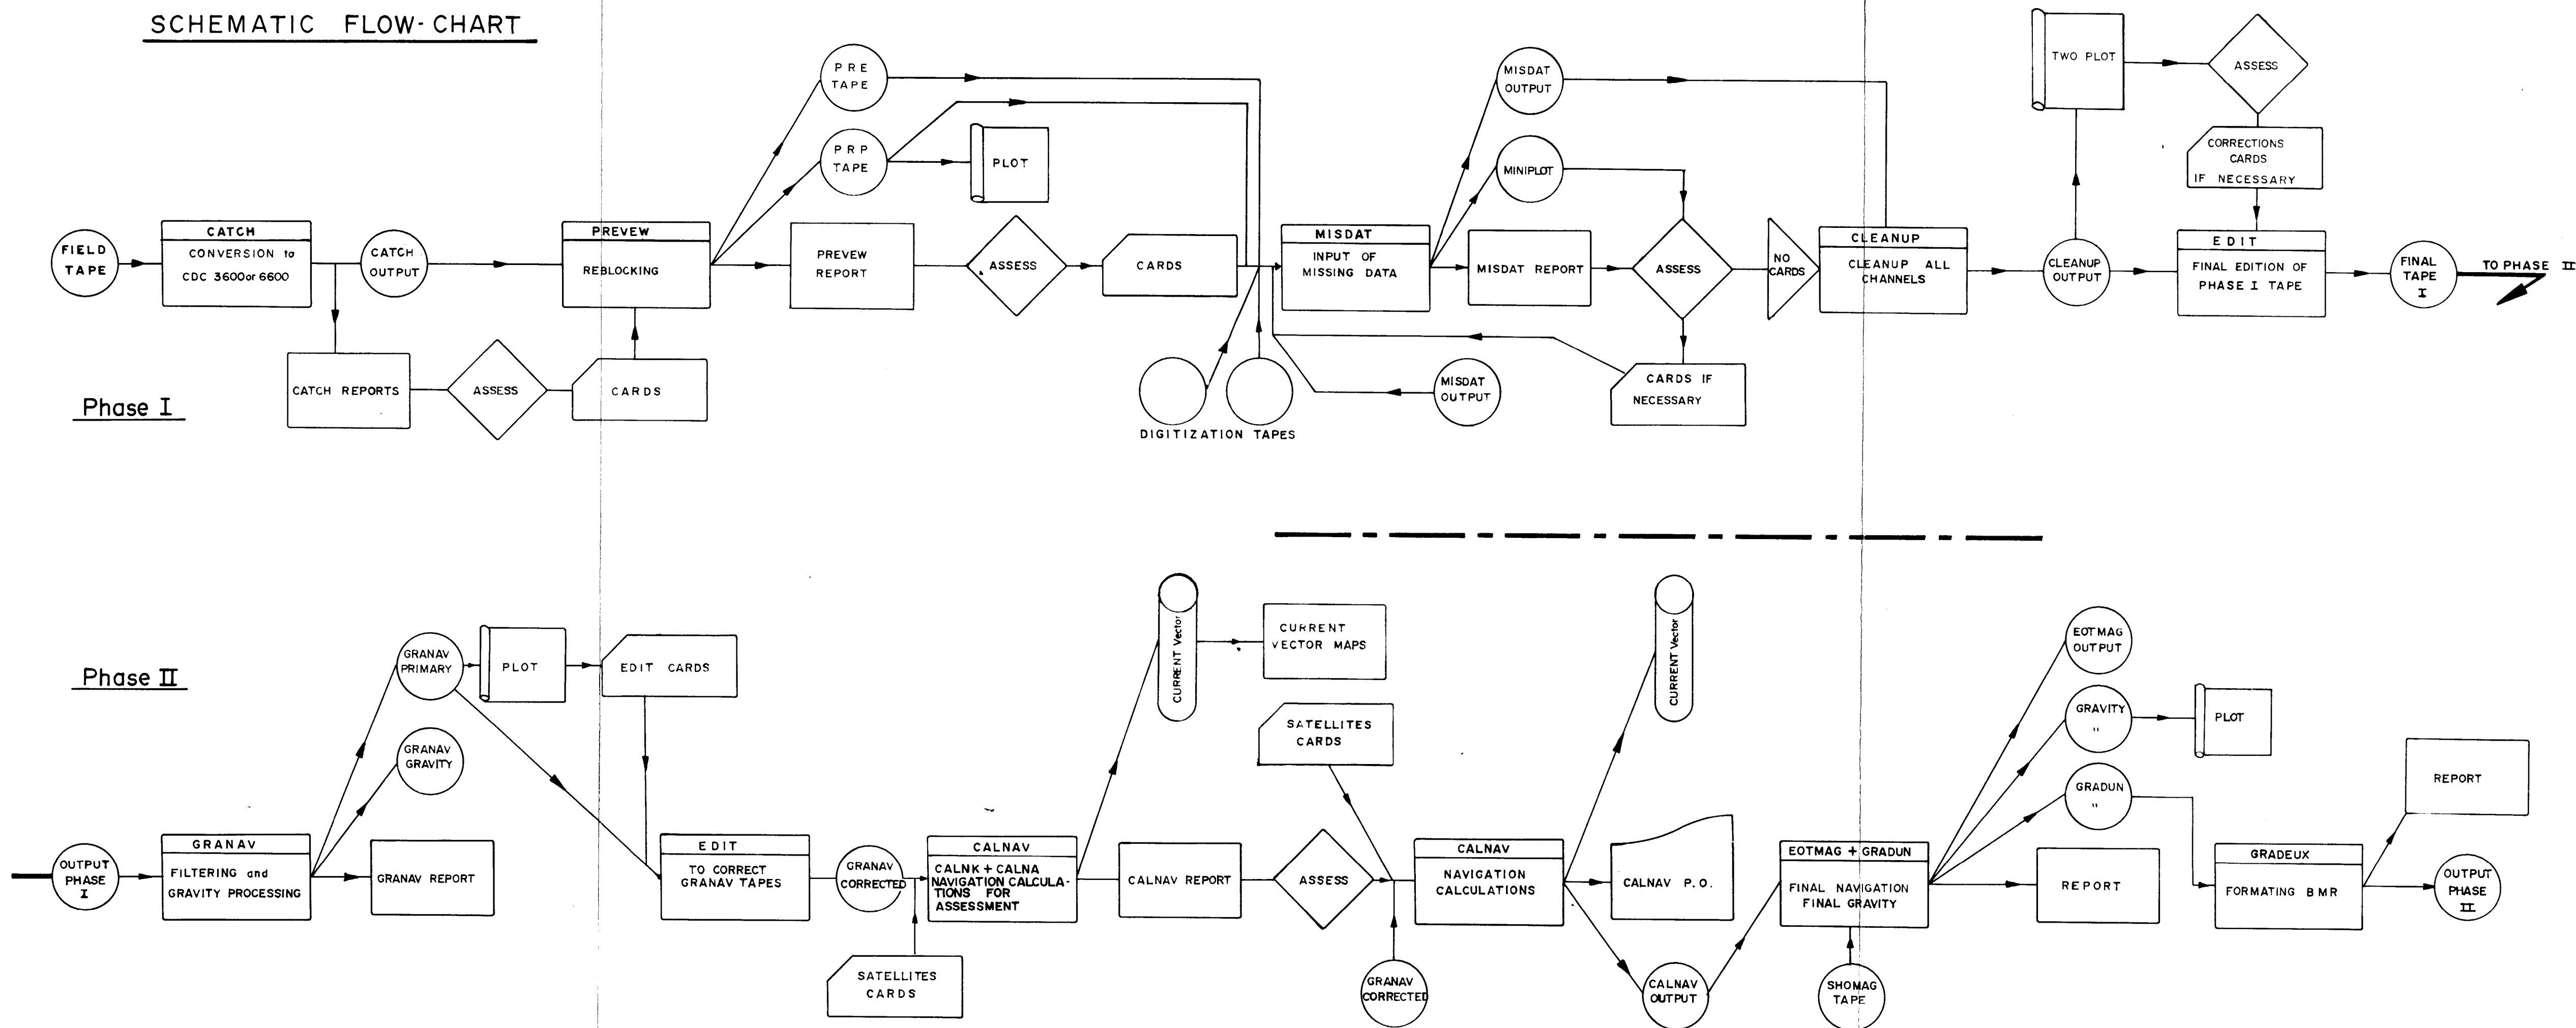 SCHEMATIC FLOW-CHART
PRE
TAPE
PRP
TAPE
PLOT
MISDAT
OUTPUT
MINIPLOT
TWO PLOT
ASSESS
CORRECTIONS
CARDS
IF NECESSARY
FIELD
TAPE
CATCH
CONVERSION to
CDC 3600 or 6600
CATCH
OUTPUT
PREVEW
REBLOCKING
PREVEW
REPORT
ASSESS
CARDS
MISDAT
INPUT OF
MISSING DATA
MISDAT REPORT
ASSESS
NO
CARDS
CLEANUP
CLEANUP ALL
CHANNELS
CLEANUP
OUTPUT
EDIT
FINAL EDITION OF
PHASE I TAPE
FINAL
TAPE
I
TO PHASE II
CATCH REPORTS
ASSESS
CARDS
DIGITIZATION TAPES
MISDAT
OUTPUT
CARDS IF
NECESSARY
Phase I
Phase II
GRANAV
PRIMARY
PLOT
EDIT CARDS
GRANAV
GRAVITY
CURRENT Vector
CURRENT
VECTOR MAPS
SATELLITES
CARDS
CURRENT Vector
EOTMAG
OUTPUT
GRAVITY
"
PLOT
GRADUN
"
REPORT
OUTPUT
PHASE
I
GRANAV
FILTERING and
GRAVITY PROCESSING
GRANAV REPORT
EDIT
TO CORRECT
GRANAV TAPES
GRANAV
CORRECTED
CALNAV
CALNK + CALNA
NAVIGATION CALCULA-
TIONS FOR
ASSESSMENT
CALNAV REPORT
ASSESS
CALNAV
NAVIGATION
CALCULATIONS
CALNAV P.O.
EOTMAG + GRADUN
FINAL NAVIGATION
FINAL GRAVITY
REPORT
GRADEUX
FORMATING BMR
OUTPUT
PHASE
II
SATELLITES
CARDS
GRANAV
CORRECTED
CALNAV
OUTPUT
SHOMAG
TAPE